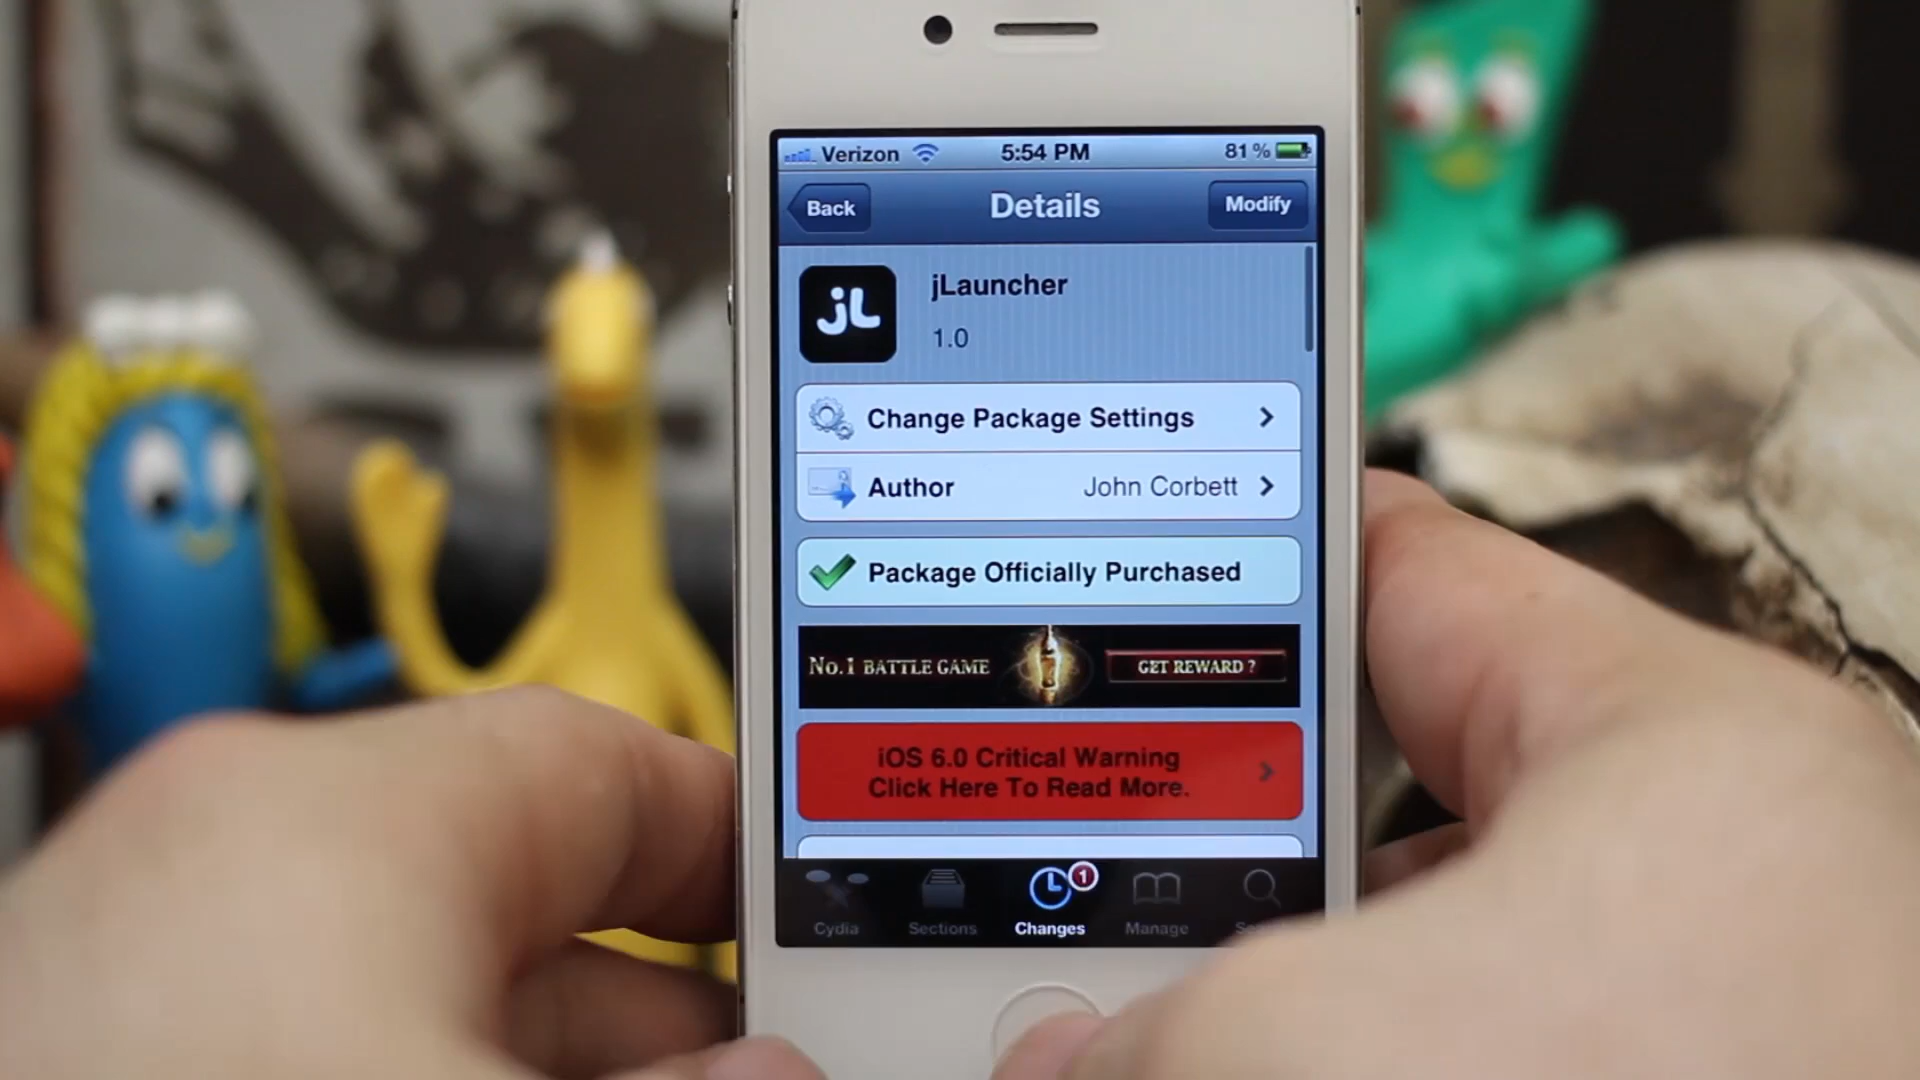 Verizon 5:54 PM 81%
Back Details Modify
jL
jLauncher
1.0
Change Package Settings
Author John Corbett
Package Officially Purchased
No.1 BATTLE GAME GET REWARD ?
iOS 6.0 Critical Warning
Click Here To Read More.
1
Cydia Sections Changes Manage